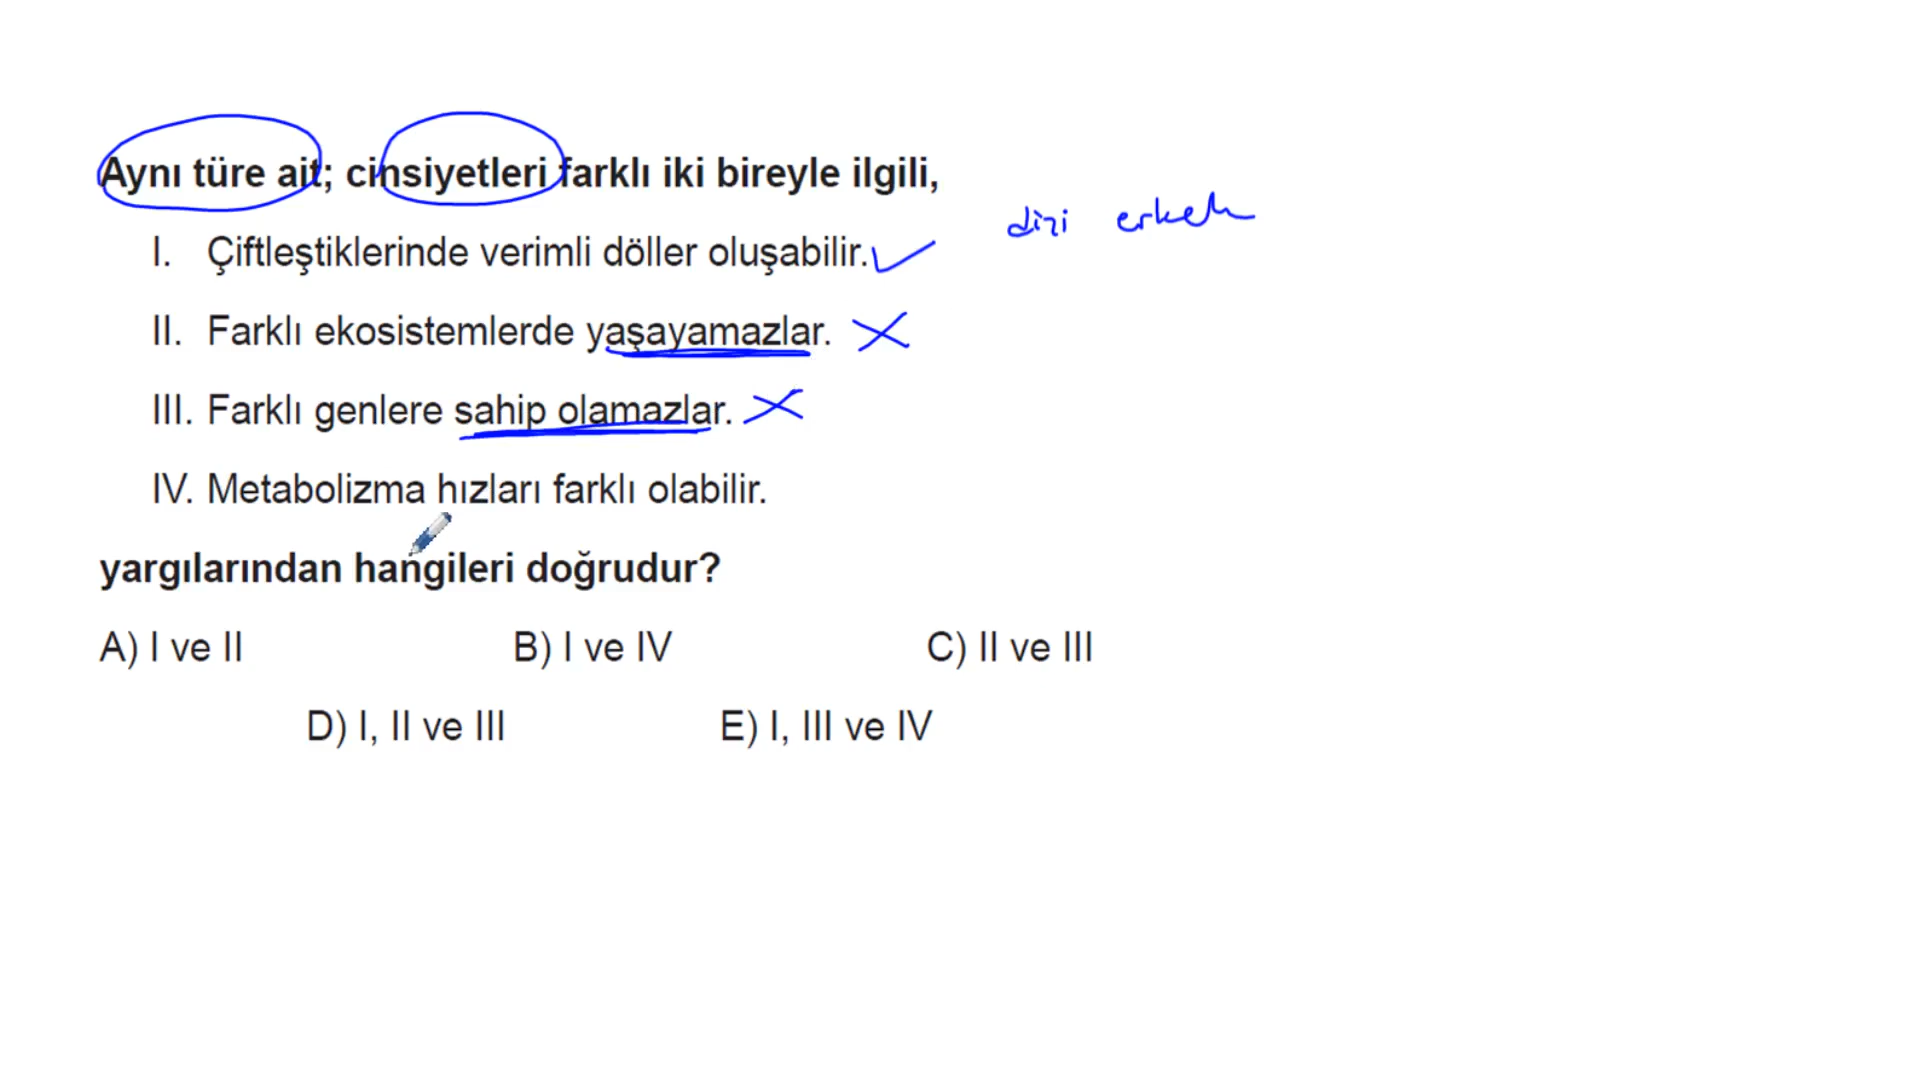 Aynı türe ait; cinsiyetleri farklı iki bireyle ilgili,
dişi erkek
I. Çiftleştiklerinde verimli döller oluşabilir.
II. Farklı ekosistemlerde yaşayamazlar.
III. Farklı genlere sahip olamazlar.
IV. Metabolizma hızları farklı olabilir.
yargılarından hangileri doğrudur?
A) I ve II B) I ve IV C) II ve III
D) I, II ve III E) I, III ve IV